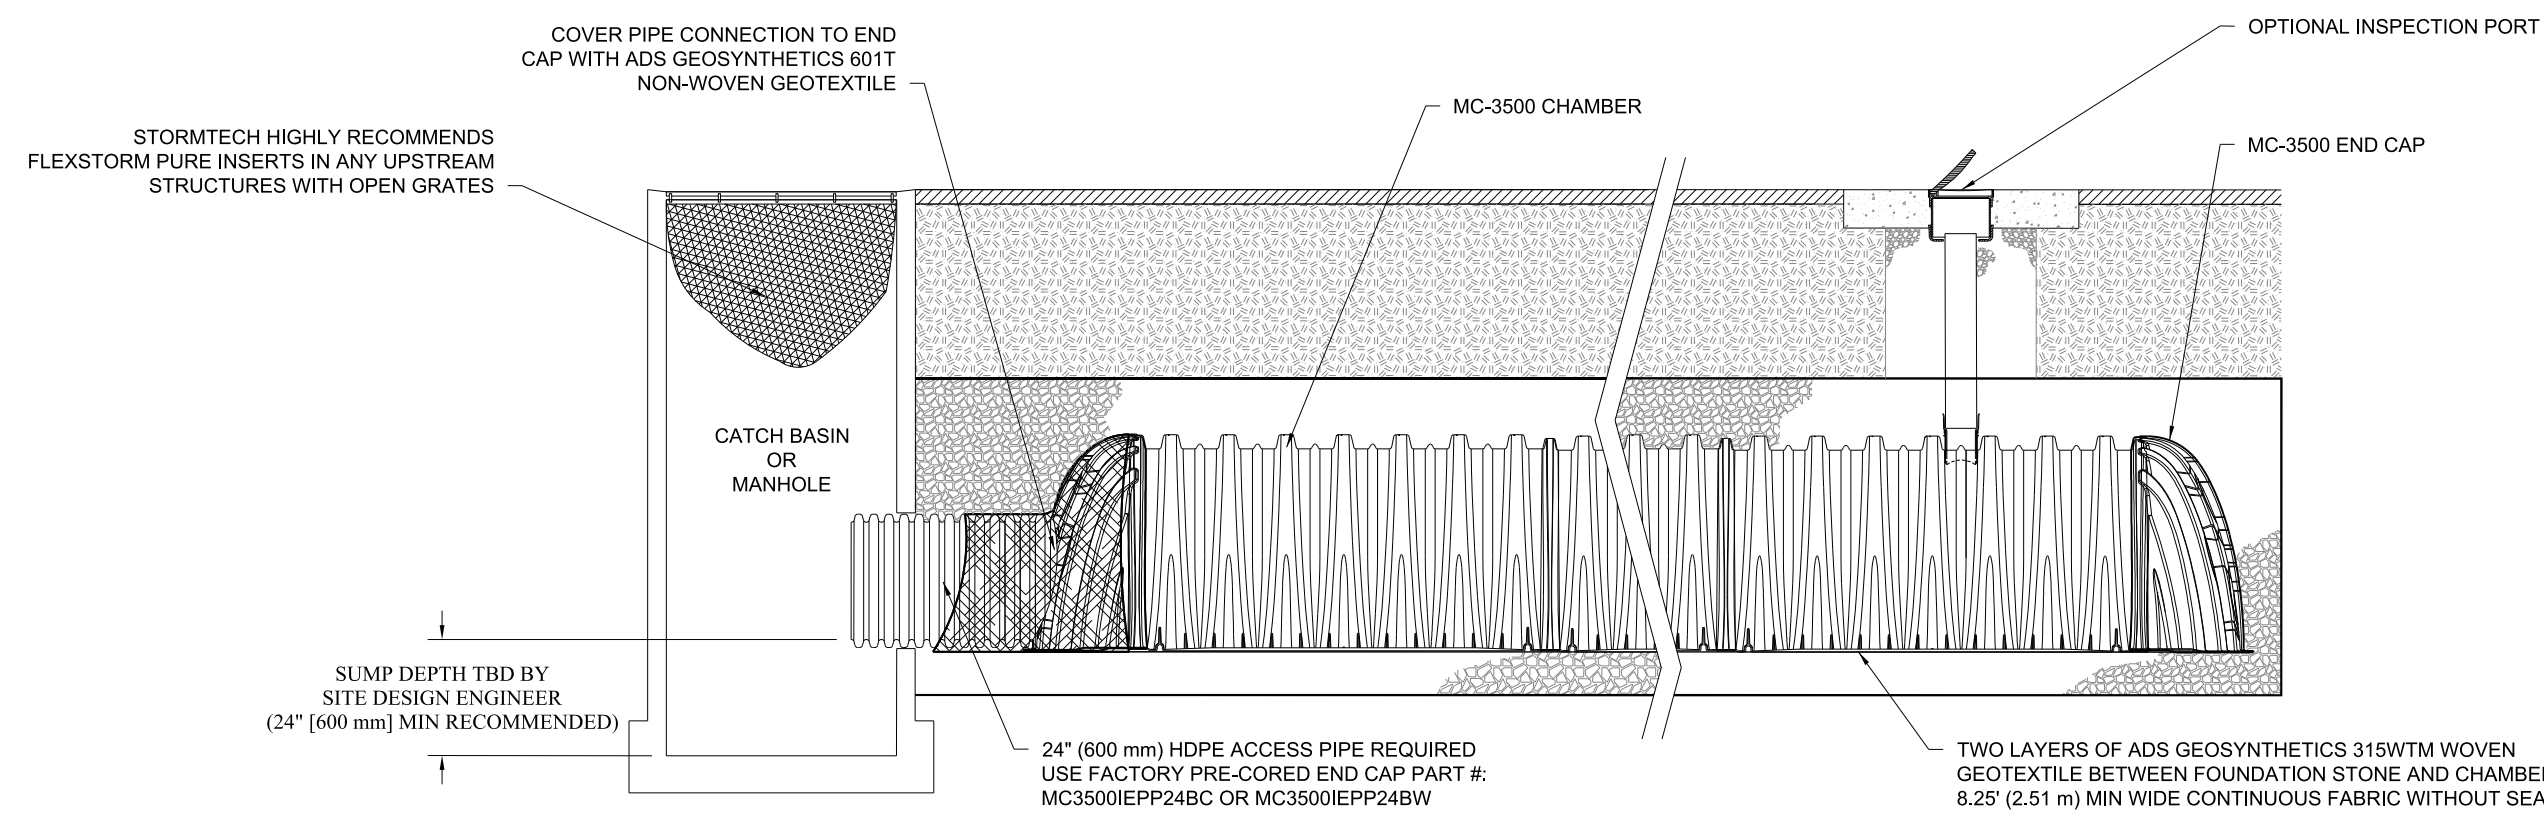 COVER PIPE CONNECTION TO END
CAP WITH ADS GEOSYNTHETICS 601T
NON-WOVEN GEOTEXTILE
STORMTECH HIGHLY RECOMMENDS
FLEXSTORM PURE INSERTS IN ANY UPSTREAM
STRUCTURES WITH OPEN GRATES
MC-3500 CHAMBER
OPTIONAL INSPECTION PORT
MC-3500 END CAP
CATCH BASIN
OR
MANHOLE
SUMP DEPTH TBD BY
SITE DESIGN ENGINEER
(24" [600 mm] MIN RECOMMENDED)
24" (600 mm) HDPE ACCESS PIPE REQUIRED
USE FACTORY PRE-CORED END CAP PART #:
MC3500IEPP24BC OR MC3500IEPP24BW
TWO LAYERS OF ADS GEOSYNTHETICS 315WTM WOVEN
GEOTEXTILE BETWEEN FOUNDATION STONE AND
8.25' (2.51 m) MIN WIDE CONTINUOUS FABRIC WITHOUT